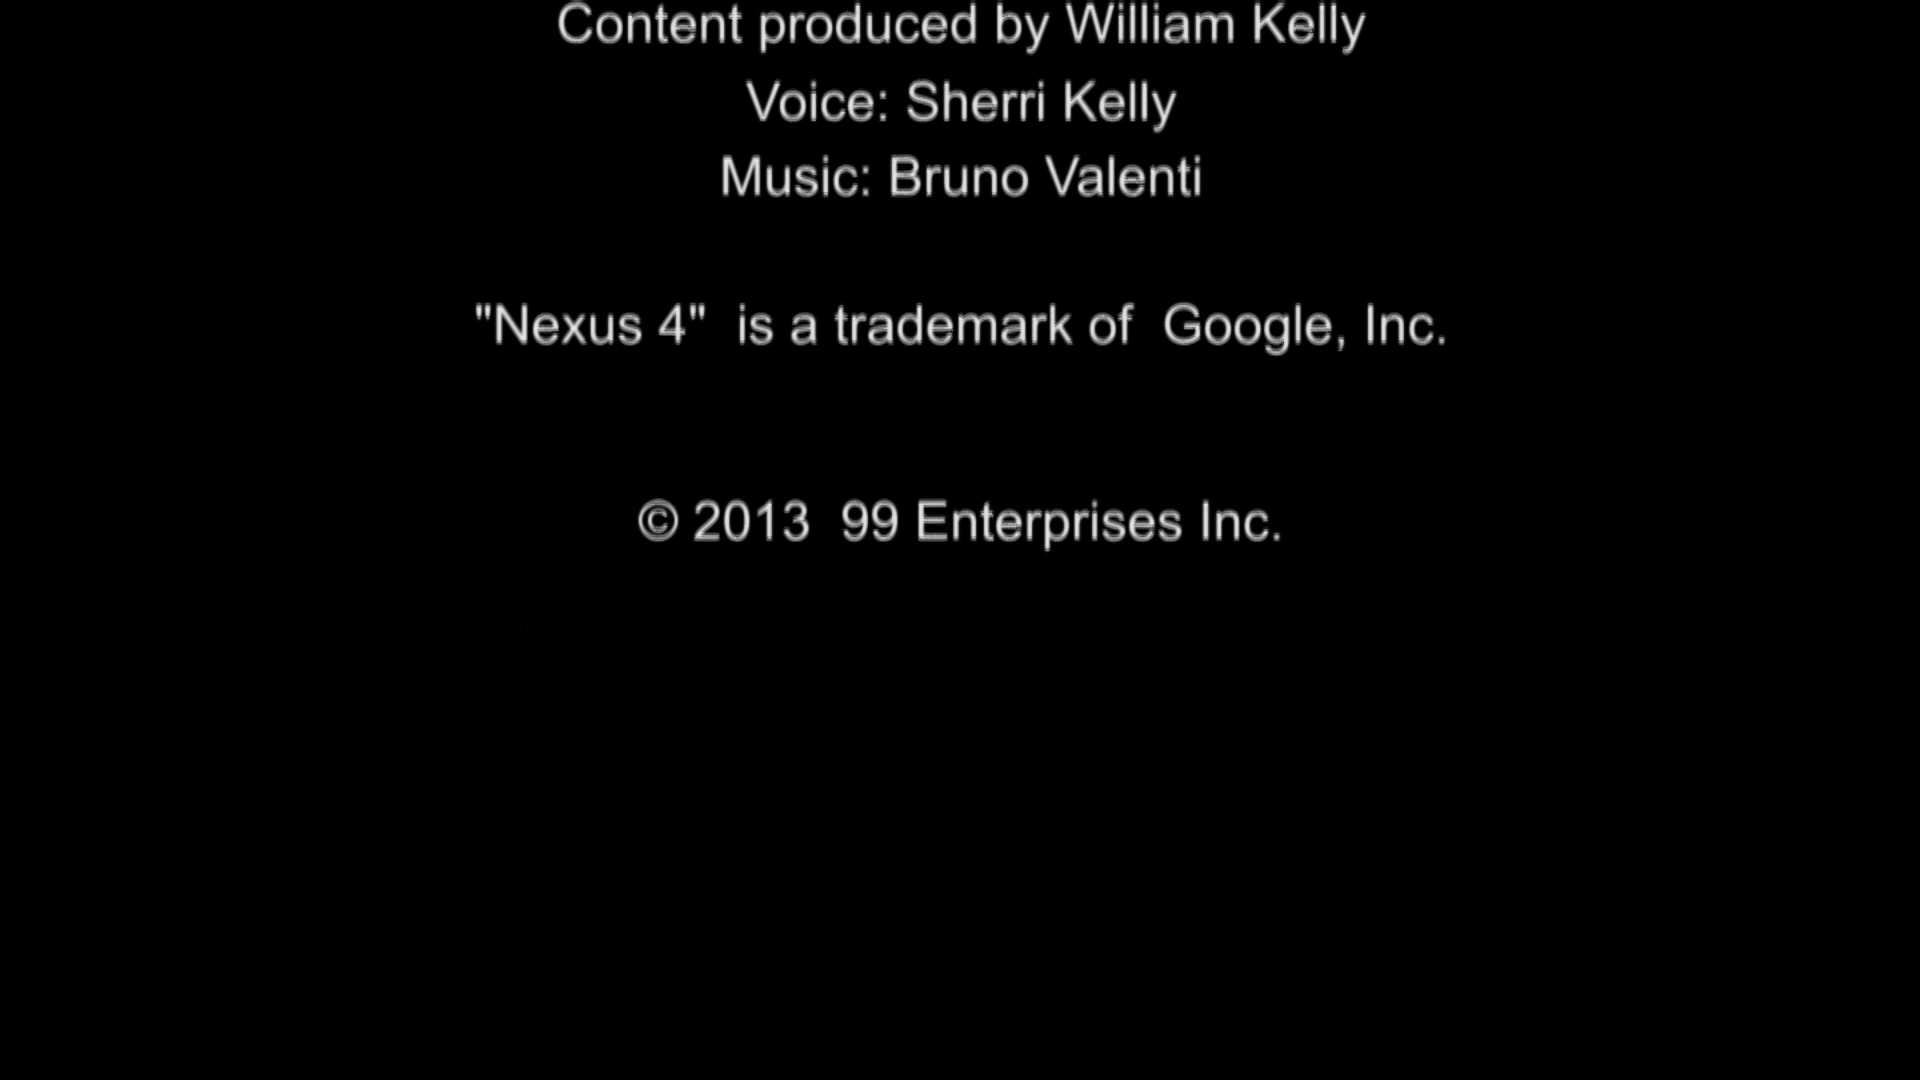 Content produced by William Kelly
Voice: Sherri Kelly
Music: Bruno Valenti
"Nexus 4"  is a trademark of  Google, Inc.
© 2013  99 Enterprises Inc.